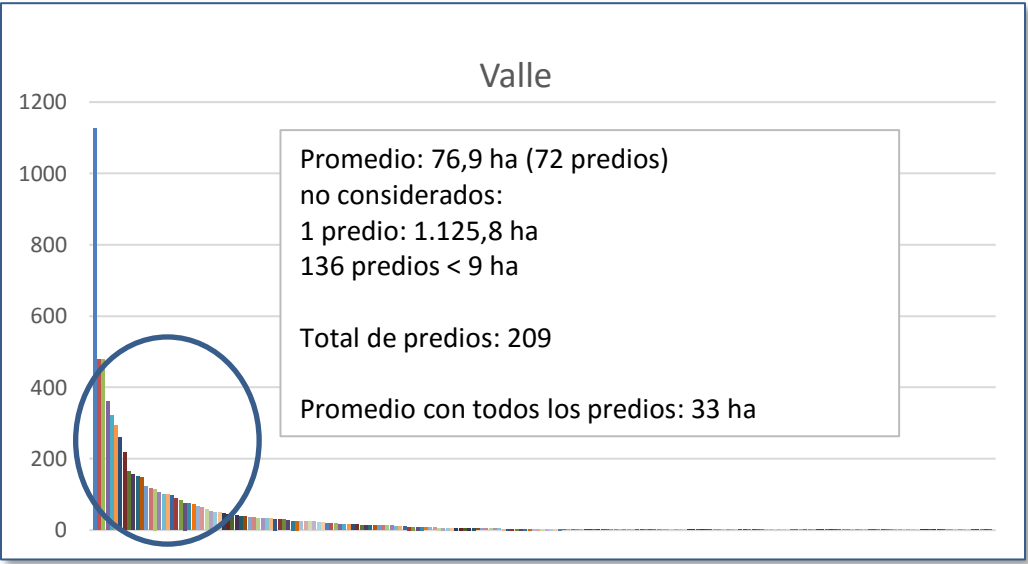 Valle
1200
1000
800
600
400
200
0
Promedio: 76,9 ha (72 predios)
no considerados:
1 predio: 1.125,8 ha
136 predios < 9 ha
Total de predios: 209
Promedio con todos los predios: 33 ha